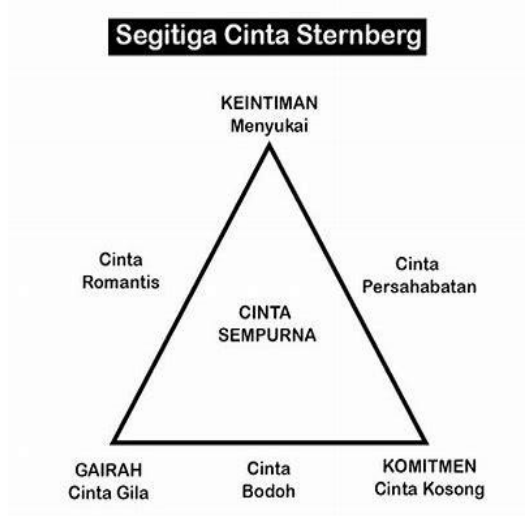 Segitiga Cinta Sternberg
KEINTIMAN
Menyukai
Cinta
Romantis
Cinta
Persahabatan
CINTA
SEMPURNA
GAIRAH
Cinta Gila
Cinta
Bodoh
KOMITMEN
Cinta Kosong